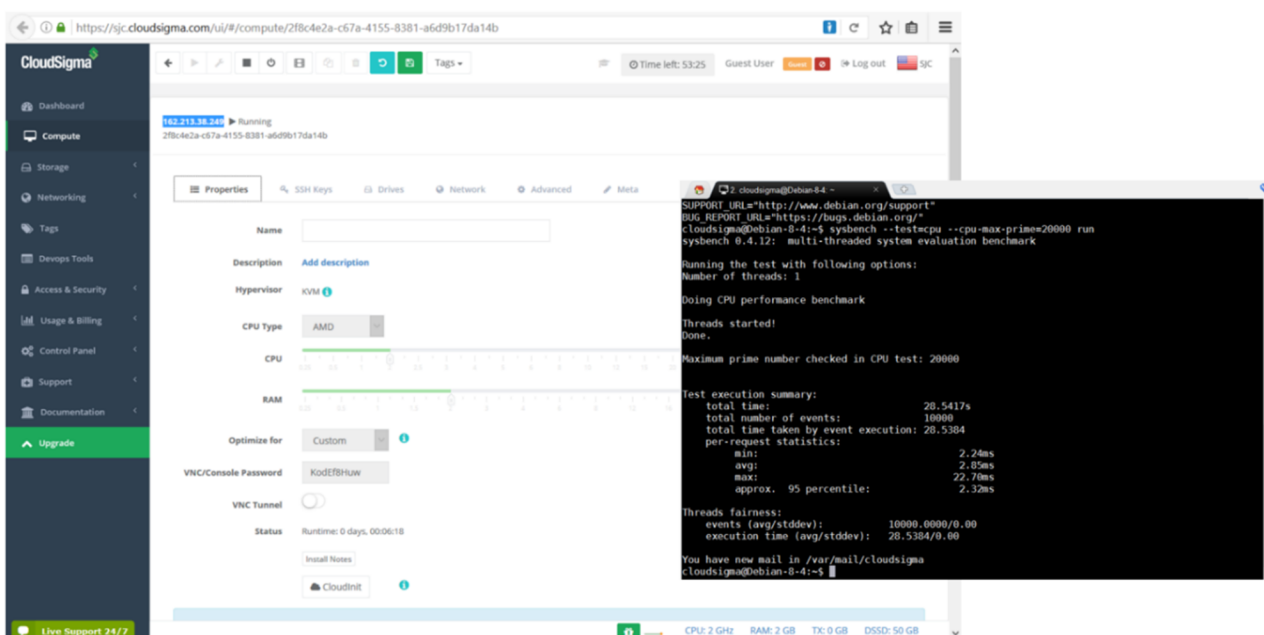 https://sjc.cloudsigma.com/ui/#/compute/2f8c4e2a-c67a-4155-8381-a6d9b17da14b
CloudSigma
Tags
Time left: 53:25
Guest User
Guest
Log out
SJC
Dashboard
Compute
Storage
Networking
Tags
Devops Tools
Access & Security
Usage & Billing
Control Panel
Support
Documentation
Upgrade
Live Support 24/7
162.213.38.249 Running
2f8c4e2a-c67a-4155-8381-a6d9b17da14b
Properties
SSH Keys
Drives
Network
Advanced
Meta
Name
Description Add description
Hypervisor KVM
CPU Type AMD
CPU
RAM
Optimize for Custom
VNC/Console Password KodEf8Huw
VNC Tunnel
Status Runtime: 0 days, 00:06:18
Install Notes
CloudInit
CPU: 2 GHz RAM: 2 GB TX: 0 GB DSSD: 50 GB
2. cloudsigma@Debian-8-4: ~
SUPPORT_URL="http://www.debian.org/support"
BUG_REPORT_URL="https://bugs.debian.org/"
cloudsigma@Debian-8-4:~$ sysbench --test=cpu --cpu-max-prime=20000 run
sysbench 0.4.12: multi-threaded system evaluation benchmark
Running the test with following options:
Number of threads: 1
Doing CPU performance benchmark
Threads started!
Done.
Maximum prime number checked in CPU test: 20000
Test execution summary:
total time: 28.5417s
total number of events: 10000
total time taken by event execution: 28.5384
per-request statistics:
min: 2.24ms
avg: 2.85ms
max: 22.70ms
approx. 95 percentile: 2.32ms
Threads fairness:
events (avg/stddev): 10000.0000/0.00
execution time (avg/stddev): 28.5384/0.00
You have new mail in /var/mail/cloudsigma
cloudsigma@Debian-8-4:~$